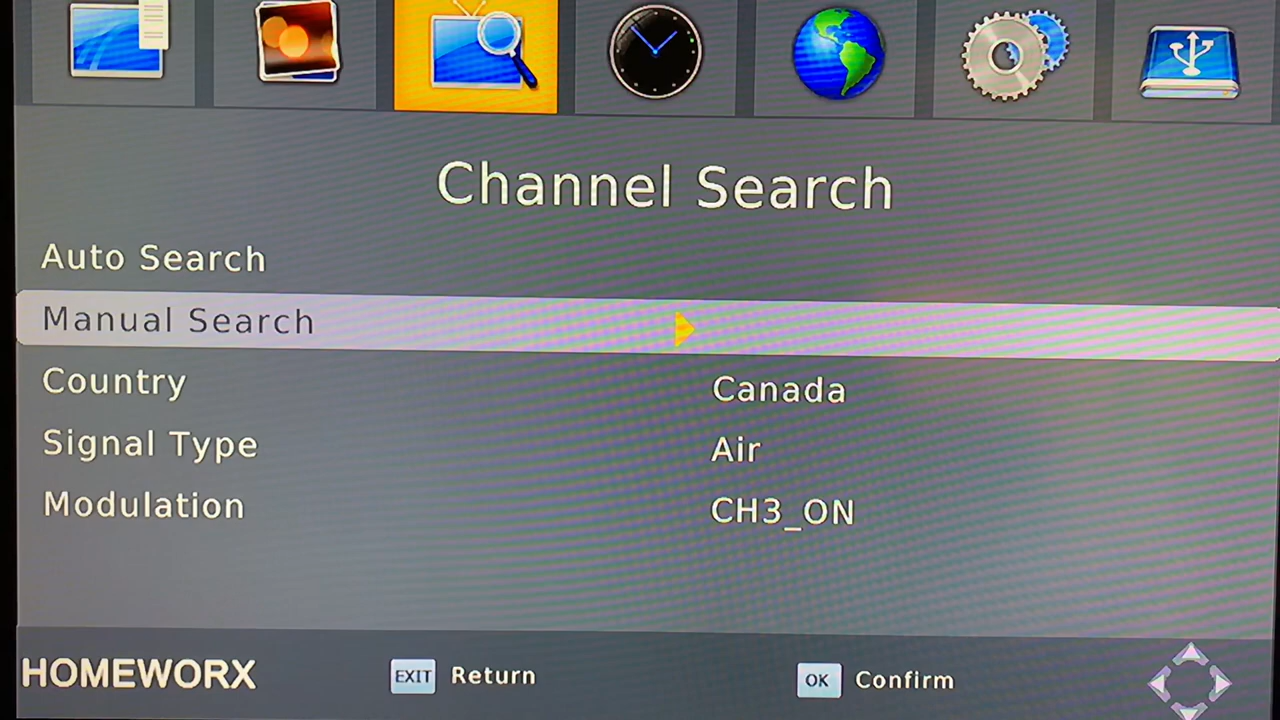 Channel Search
Auto Search
Manual Search
Country Canada
Signal Type Air
Modulation CH3_ON
HOMEWORX EXIT Return OK Confirm